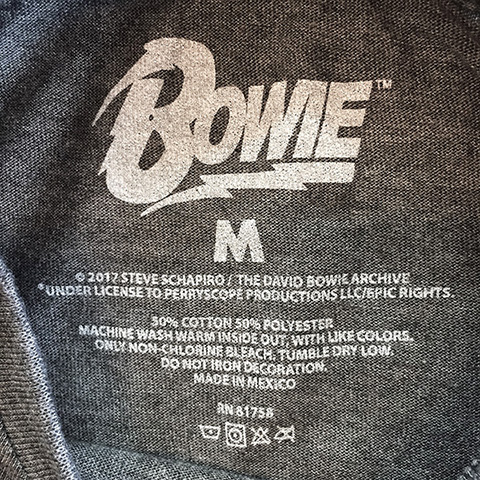 BOWIE™
M
© 2017 STEVE SCHAPIRO / THE DAVID BOWIE ARCHIVE
®UNDER LICENSE TO PERRYSCOPE PRODUCTIONS LLC/EPIC RIGHTS.
50% COTTON 50% POLYESTER
MACHINE WASH WARM INSIDE OUT, WITH LIKE COLORS.
ONLY NON-CHLORINE BLEACH. TUMBLE DRY LOW.
DO NOT IRON DECORATION.
MADE IN MEXICO
RN 81758